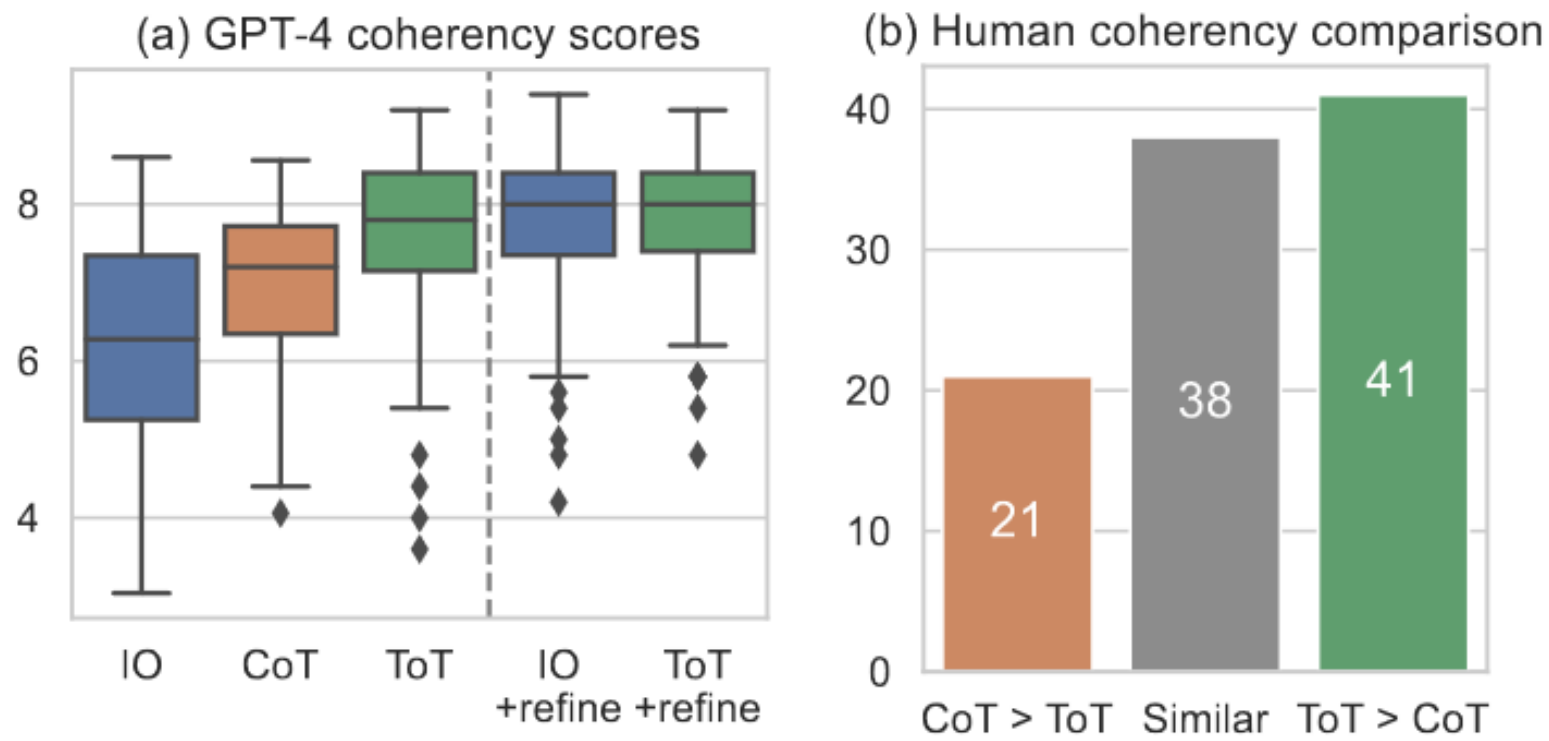 (a) GPT-4 coherency scores
8
6
4
IO CoT ToT IO ToT
+refine +refine
(b) Human coherency comparison
40
30
20
10
0
21
38
41
CoT > ToT Similar ToT > CoT